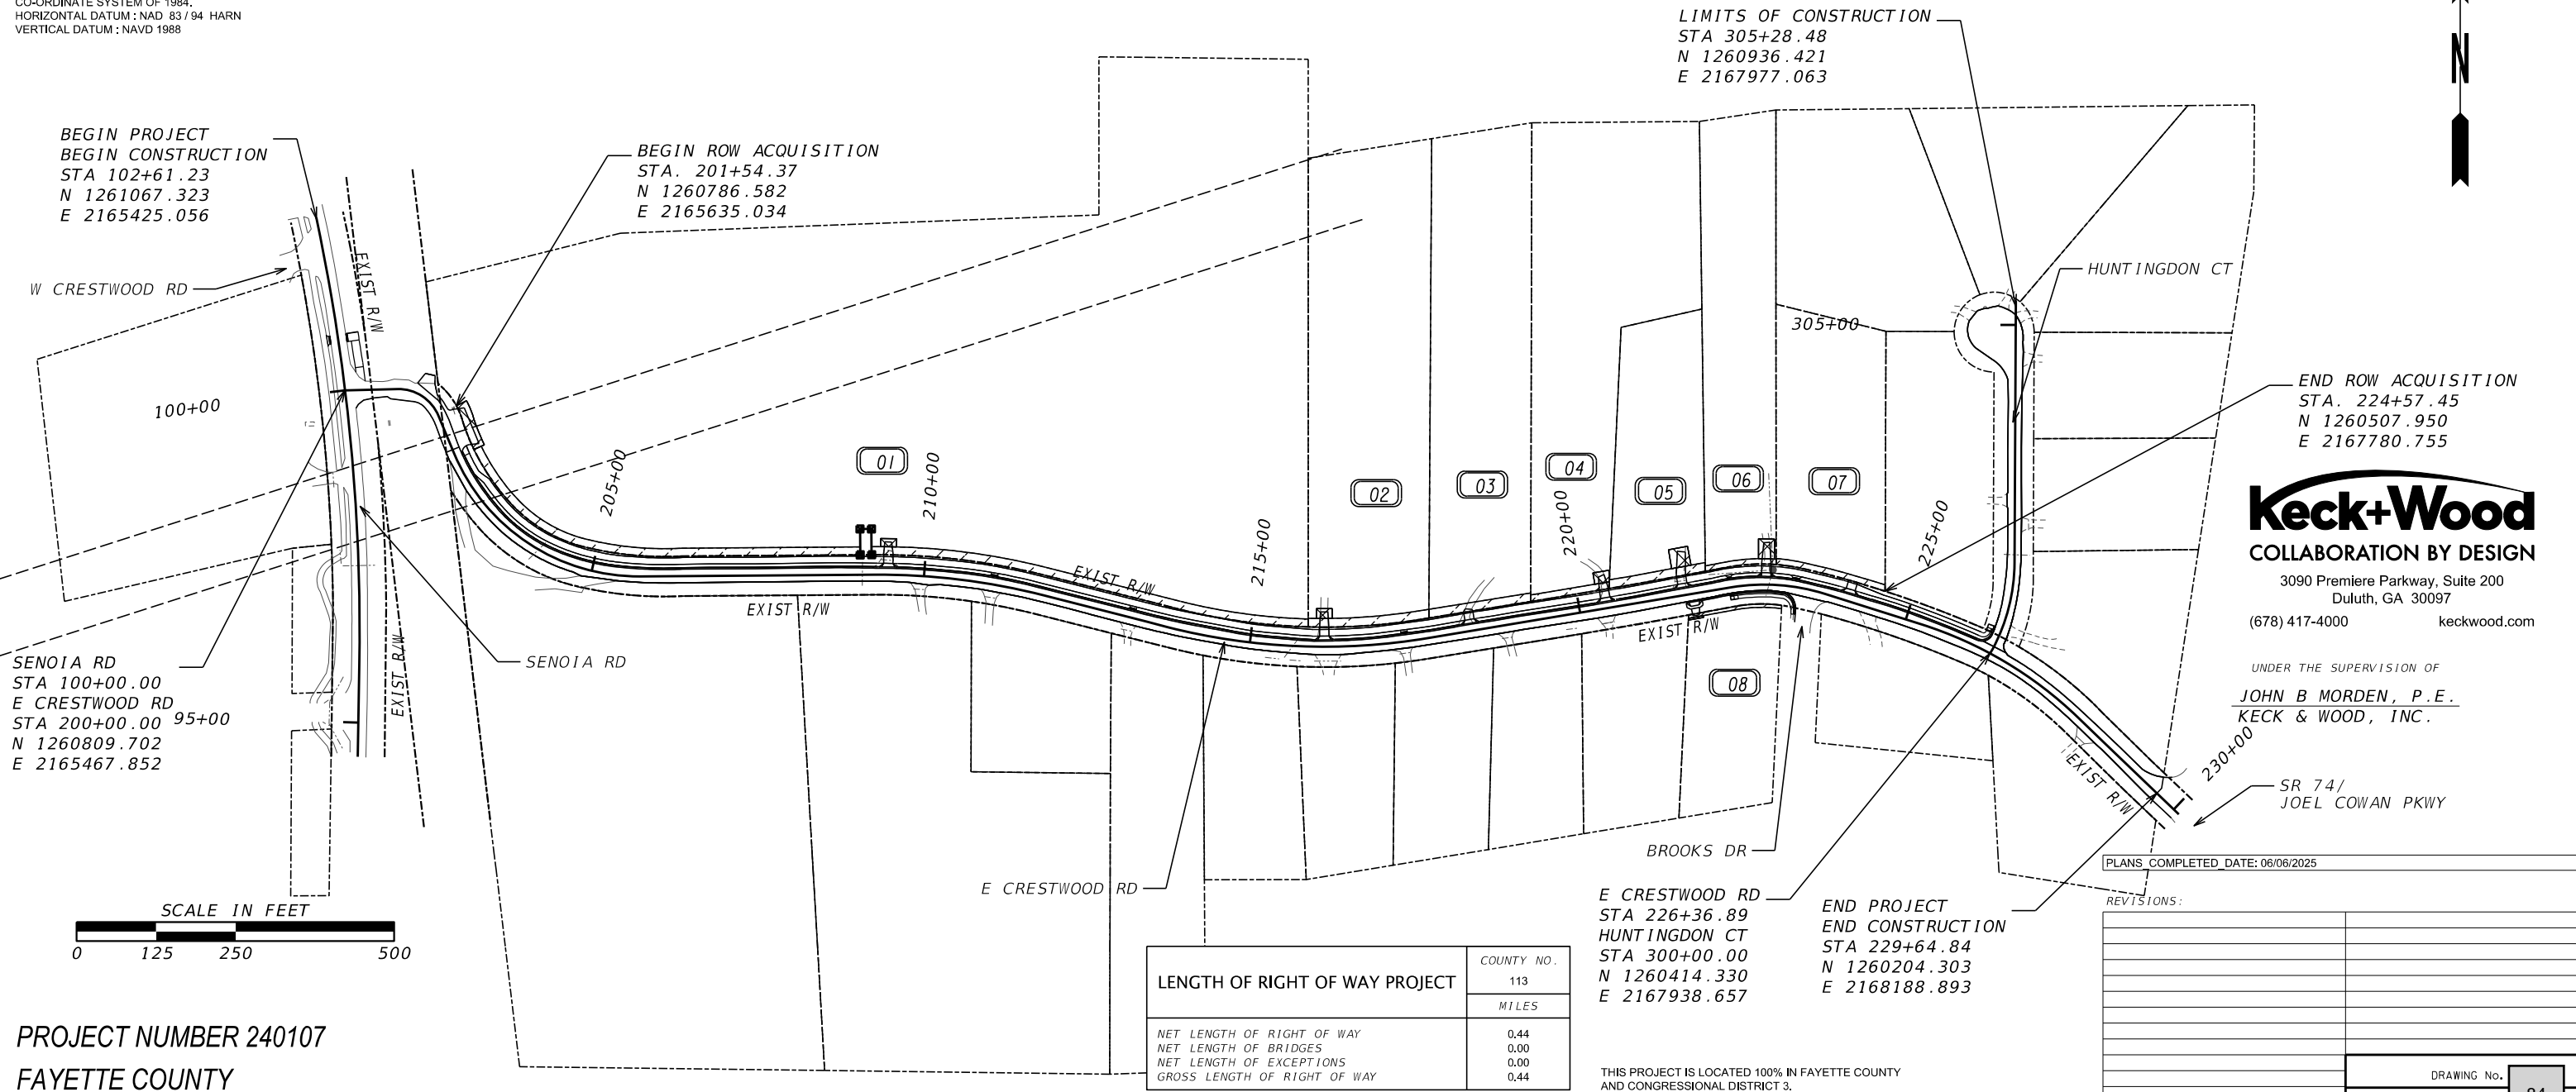 CO-ORDINATE SYSTEM OF 1984.
HORIZONTAL DATUM : NAD 83 / 94 HARN
VERTICAL DATUM : NAVD 1988
LIMITS OF CONSTRUCTION
STA 305+28.48
N 1260936.421
E 2167977.063
N
BEGIN PROJECT
BEGIN CONSTRUCTION
STA 102+61.23
N 1261067.323
E 2165425.056
BEGIN ROW ACQUISITION
STA. 201+54.37
N 1260786.582
E 2165635.034
W CRESTWOOD RD
EXIST R/W
HUNTINGDON CT
305+00
100+00
END ROW ACQUISITION
STA. 224+57.45
N 1260507.950
E 2167780.755
01
02
03
04
05
06
07
205+00
210+00
215+00
220+00
225+00
Keck+Wood
COLLABORATION BY DESIGN
3090 Premiere Parkway, Suite 200
Duluth, GA 30097
(678) 417-4000 keckwood.com
EXIST R/W
EXIST R/W
EXIST R/W
EXIST R/W
SENOIA RD
STA 100+00.00
E CRESTWOOD RD
STA 200+00.00
N 1260809.702
E 2165467.852
95+00
SENOIA RD
08
UNDER THE SUPERVISION OF
JOHN B MORDEN, P.E.
KECK & WOOD, INC.
230+00
EXIST R/W
SR 74/
JOEL COWAN PKWY
BROOKS DR
E CRESTWOOD RD
PLANS_COMPLETED_DATE: 06/06/2025
REVISIONS:
E CRESTWOOD RD
STA 226+36.89
HUNTINGDON CT
STA 300+00.00
N 1260414.330
E 2167938.657
END PROJECT
END CONSTRUCTION
STA 229+64.84
N 1260204.303
E 2168188.893
SCALE IN FEET
0 125 250 500
LENGTH OF RIGHT OF WAY PROJECT
COUNTY NO.
113
MILES
NET LENGTH OF RIGHT OF WAY 0.44
NET LENGTH OF BRIDGES 0.00
NET LENGTH OF EXCEPTIONS 0.00
GROSS LENGTH OF RIGHT OF WAY 0.44
PROJECT NUMBER 240107
FAYETTE COUNTY
THIS PROJECT IS LOCATED 100% IN FAYETTE COUNTY
AND CONGRESSIONAL DISTRICT 3.
DRAWING No.